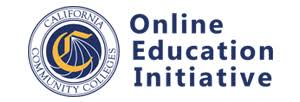 CALIFORNIA
COMMUNITY COLLEGES
Online
Education
Initiative